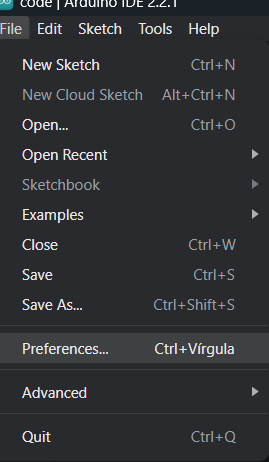 code | Arduino IDE 2.2.1
File Edit Sketch Tools Help
New Sketch Ctrl+N
New Cloud Sketch Alt+Ctrl+N
Open... Ctrl+O
Open Recent
Sketchbook
Examples
Close Ctrl+W
Save Ctrl+S
Save As... Ctrl+Shift+S
Preferences... Ctrl+Vírgula
Advanced
Quit Ctrl+Q